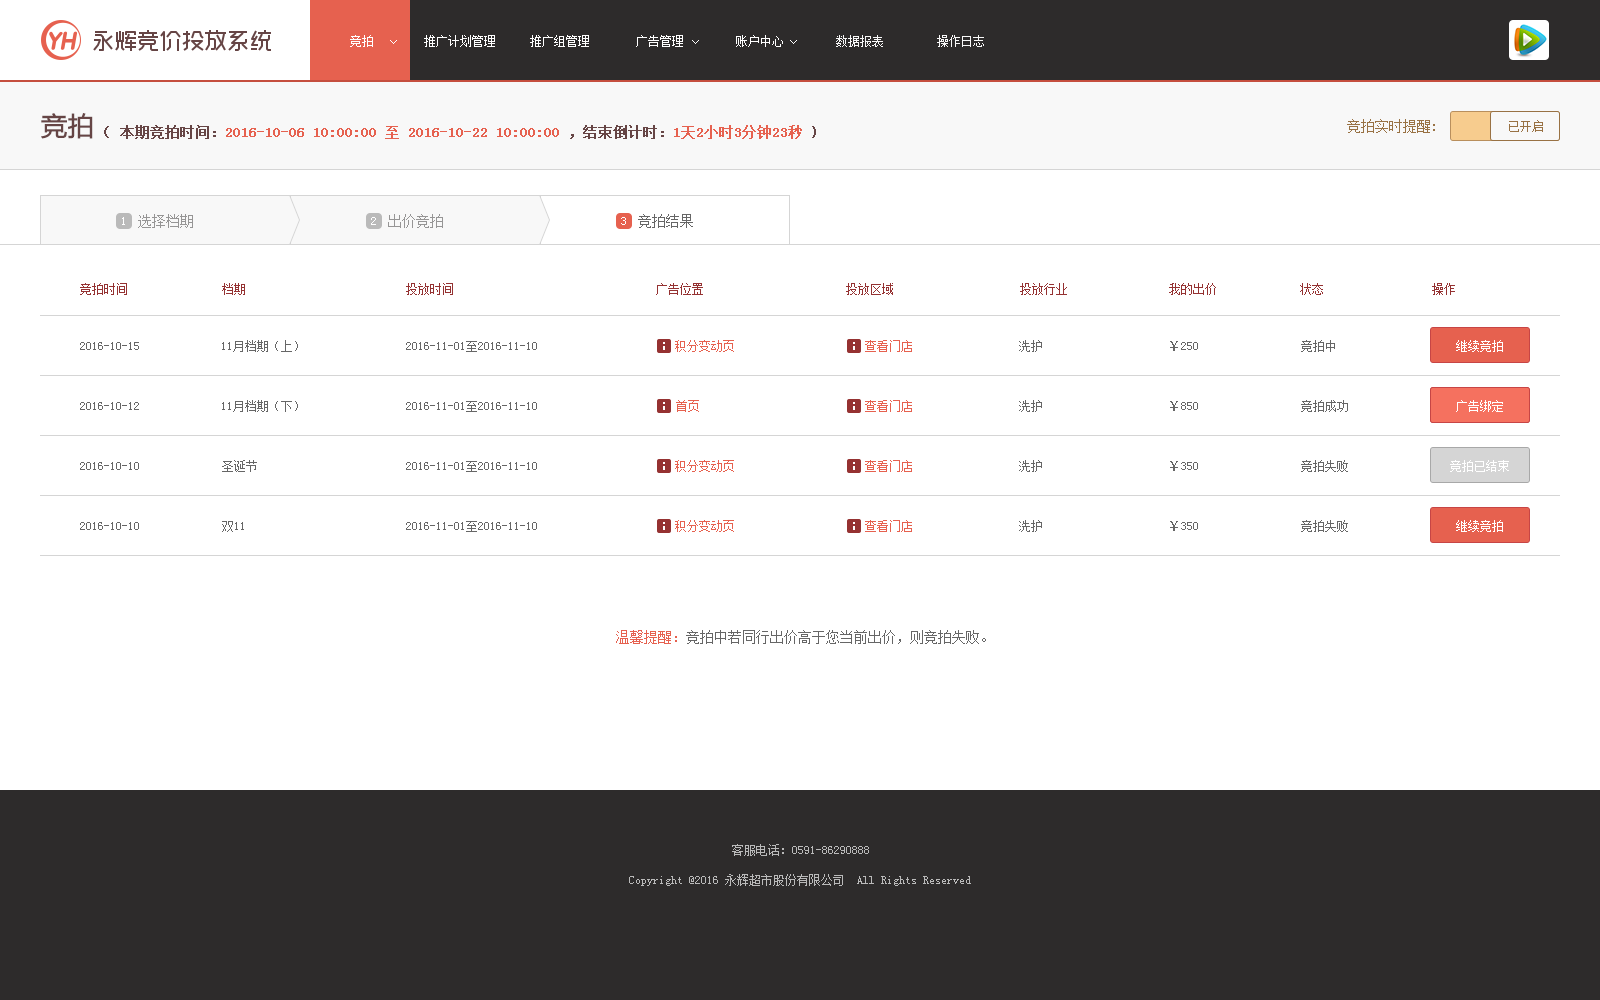 YH 永辉竞价投放系统 竞拍 推广计划管理 推广组管理 广告管理 账户中心 数据报表 操作日志
竞拍 ( 本期竞拍时间：2016-10-06 10:00:00 至 2016-10-22 10:00:00 ，结束倒计时：1天2小时3分钟23秒 ) 竞拍实时提醒： 已开启
1 选择档期 2 出价竞拍 3 竞拍结果
竞拍时间 档期 投放时间 广告位置 投放区域 投放行业 我的出价 状态 操作
2016-10-15 11月档期（上） 2016-11-01至2016-11-10 积分变动页 查看门店 洗护 ￥250 竞拍中 继续竞拍
2016-10-12 11月档期（下） 2016-11-01至2016-11-10 首页 查看门店 洗护 ￥850 竞拍成功 广告绑定
2016-10-10 圣诞节 2016-11-01至2016-11-10 积分变动页 查看门店 洗护 ￥350 竞拍失败 竞拍已结束
2016-10-10 双11 2016-11-01至2016-11-10 积分变动页 查看门店 洗护 ￥350 竞拍失败 继续竞拍
温馨提醒：竞拍中若同行出价高于您当前出价，则竞拍失败。
客服电话：0591-86290888
Copyright @2016 永辉超市股份有限公司 All Rights Reserved